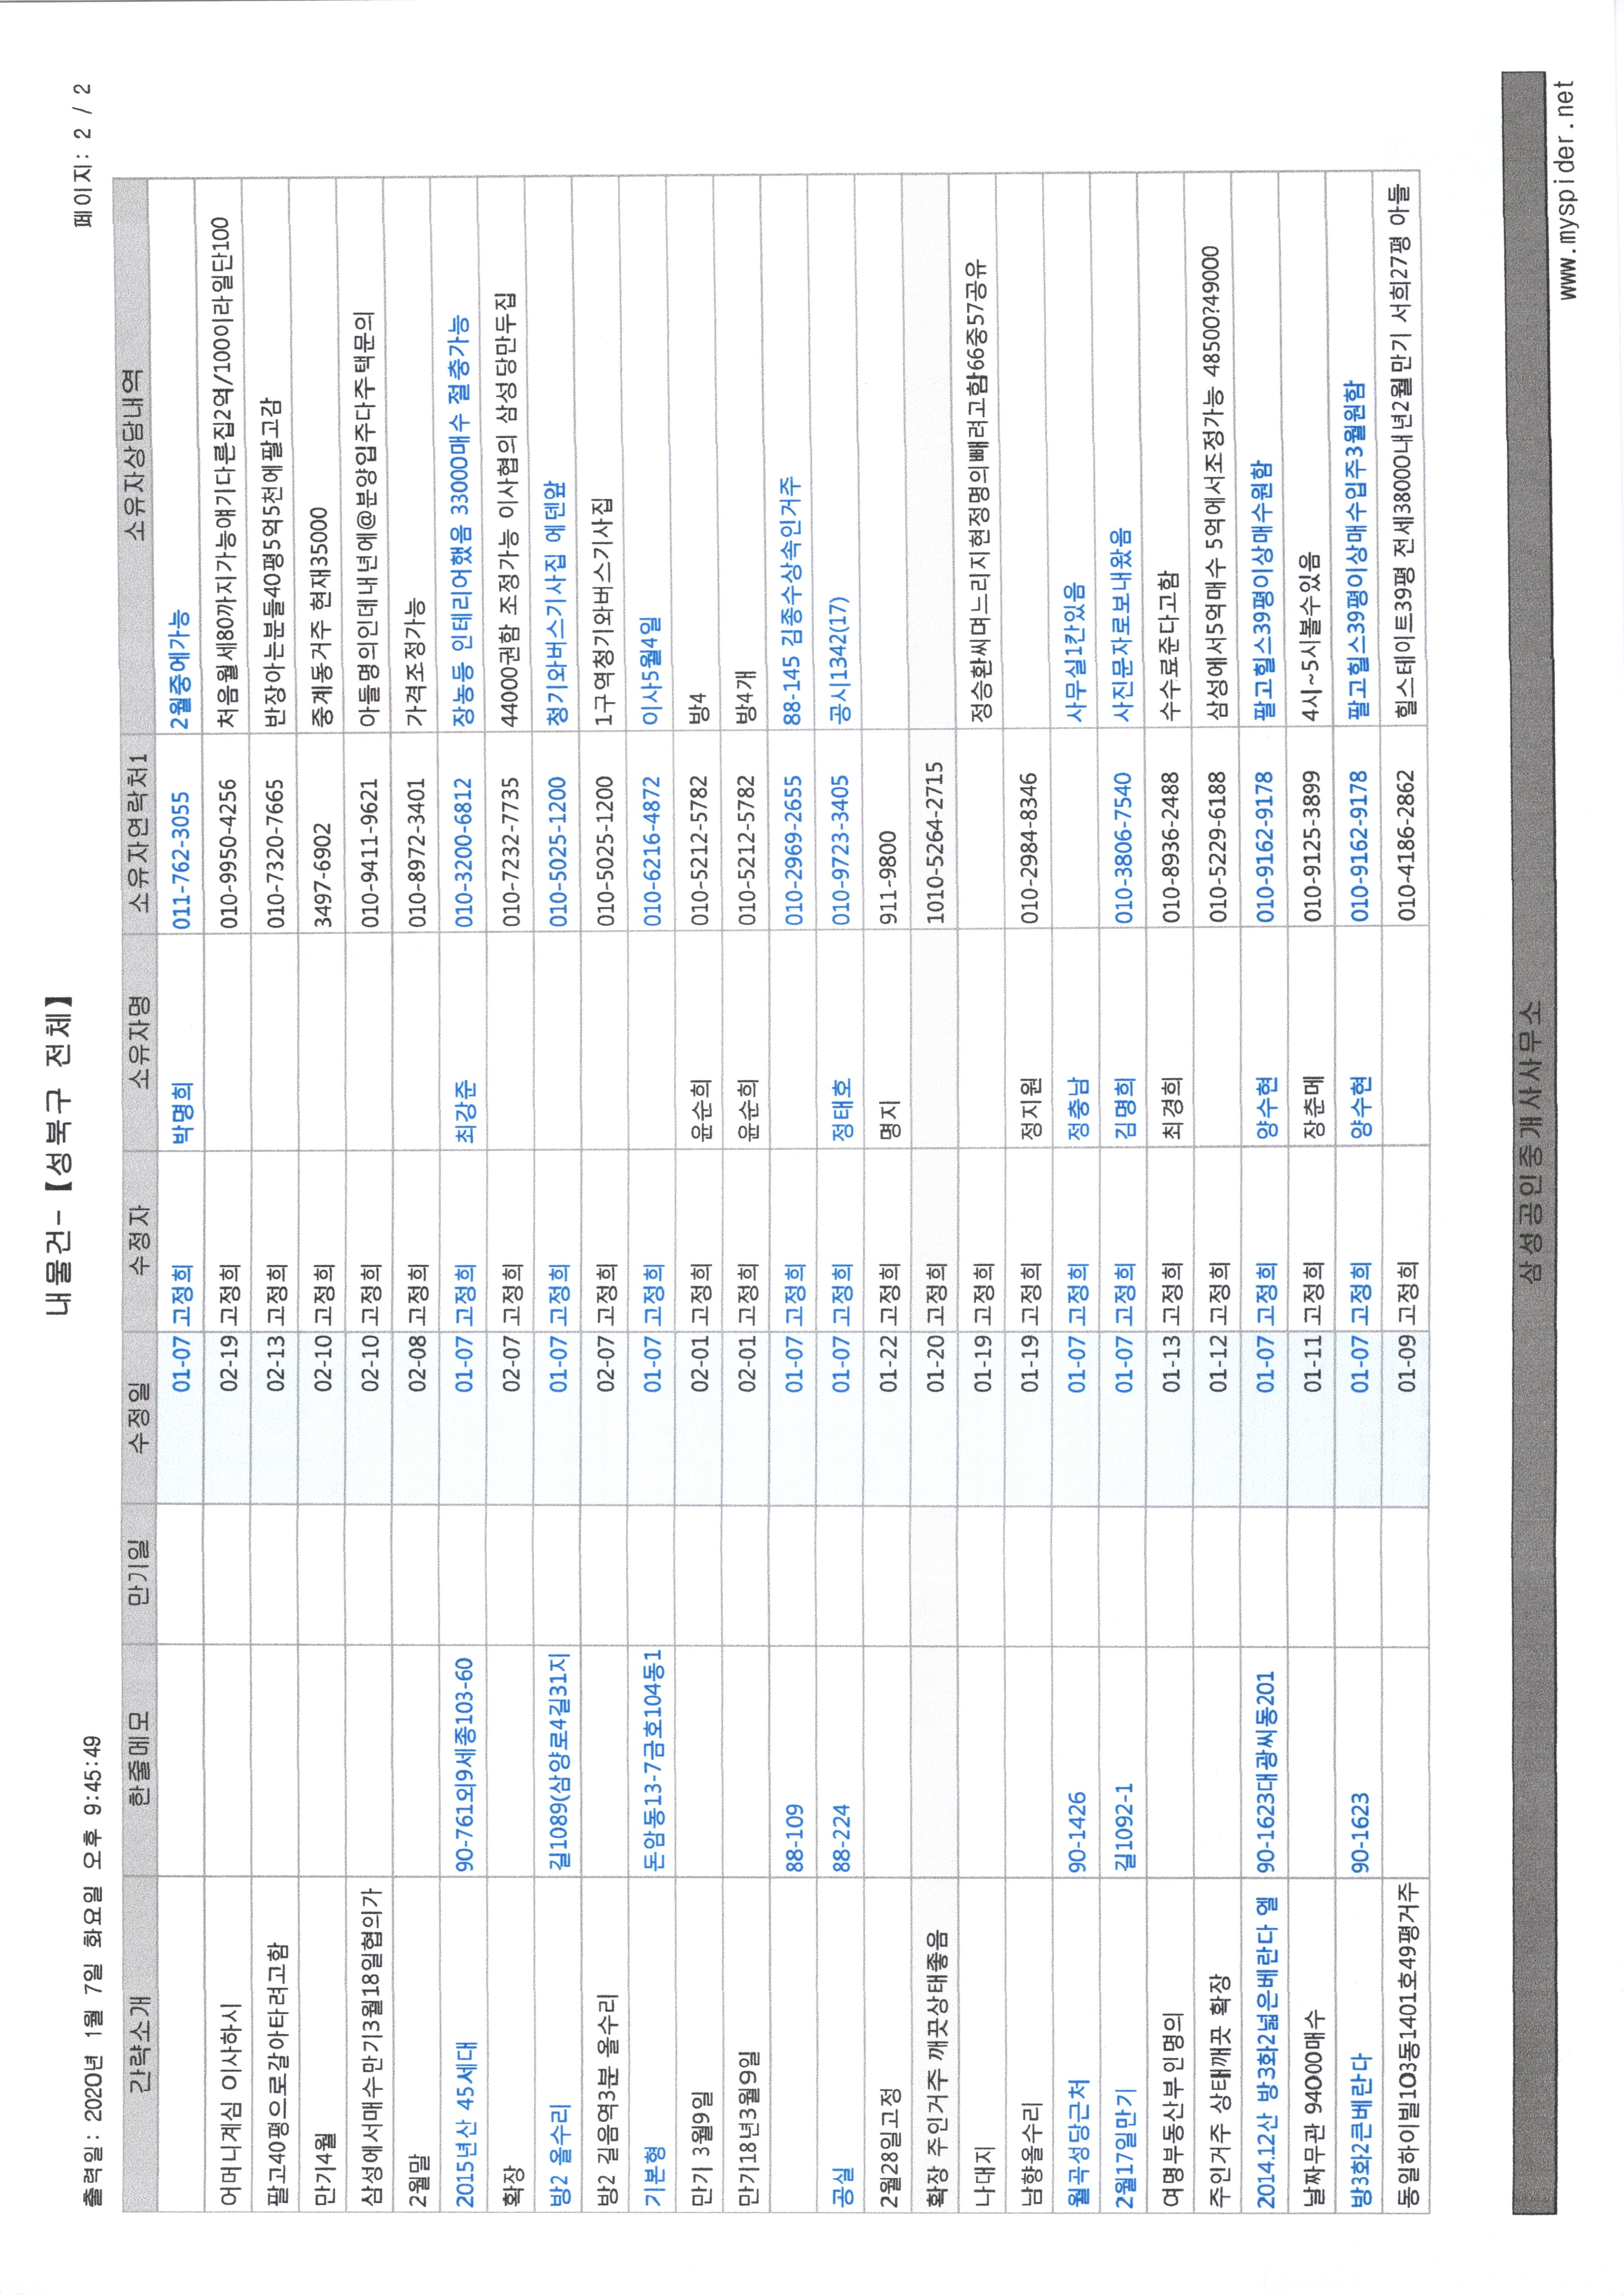 내물건-【성북구 전체】
출력일: 2020년 1월 7일 화요일 오후 9:45:49
페이지: 2 / 2
간략소개 한줄메모 만기일 수정일 수정자 소유자명 소유자연락처1 소유자상담내역
01-07 고정희 박명희 011-762-3055 2월중에가능
어머니계심 이사하시 02-19 고정희 010-9950-4256 처음월세80까지가능얘기다른집2억/100이라일단100
팔고40평으로갈아타려고함 02-13 고정희 010-7320-7665 반장아는분들40평5억5천에팔고감
만기4월 02-10 고정희 3497-6902 중계동거주 현재35000
삼성에서매수만기3월18일협의가 02-10 고정희 010-9411-9621 아들명의인데내년에@분양입주다주택문의
2월말 02-08 고정희 010-8972-3401 가격조정가능
2015년산 45세대 90-761외9세종103-60 01-07 고정희 최강준 010-3200-6812 장농등 인테리어했음 33000매수 절충가능
확장 02-07 고정희 010-7232-7735 44000권함 조정가능 이사협의 삼성당만두집
방2 올수리 길1089(삼양로4길31지 01-07 고정희 010-5025-1200 청기와버스기사집 에덴앞
방2 길음역3분 올수리 02-07 고정희 010-5025-1200 1구역청기와버스기사집
기본형 돈암동13-7금호104동1 01-07 고정희 010-6216-4872 이사5월4일
만기 3월9일 02-01 고정희 윤순희 010-5212-5782 방4
만기18년3월9일 02-01 고정희 윤순희 010-5212-5782 방4개
88-109 01-07 고정희 010-2969-2655 88-145 김종수상속인거주
공실 88-224 01-07 고정희 정태호 010-9723-3405 공시1342(17)
2월28일고정 01-22 고정희 명지 911-9800
확장 주인거주 깨끗상태좋음 01-20 고정희 1010-5264-2715
나대지 01-19 고정희 정승환씨며느리지현정명의빼려고함66중57공유
남향올수리 01-19 고정희 정지원 010-2984-8346
월곡성당근처 90-1426 01-07 고정희 정충남 사무실1칸있음
2월17일만기 길1092-1 01-07 고정희 김명희 010-3806-7540 사진문자로보내왔음
여명부동산부인명의 01-13 고정희 최경희 010-8936-2488 수수료준다고함
주인거주 상태깨끗 확장 01-12 고정희 010-5229-6188 삼성에서5억매수 5억에서조정가능 48500?49000
2014.12산 방3화2넓은베란다 엘 90-1623대광씨동201 01-07 고정희 양수현 010-9162-9178 팔고힐스39평이상매수원함
날짜무관 94000매수 01-11 고정희 장춘메 010-9125-3899 4시~5시볼수있음
방3화2큰베란다 90-1623 01-07 고정희 양수현 010-9162-9178 팔고힐스39평이상매수입주3월원함
동일하이빌103동1401호49평거주 01-09 고정희 010-4186-2862 힐스테이트39평 전세38000내년2월만기 서희27평 아들
삼성공인중개사사무소
www.myspider.net